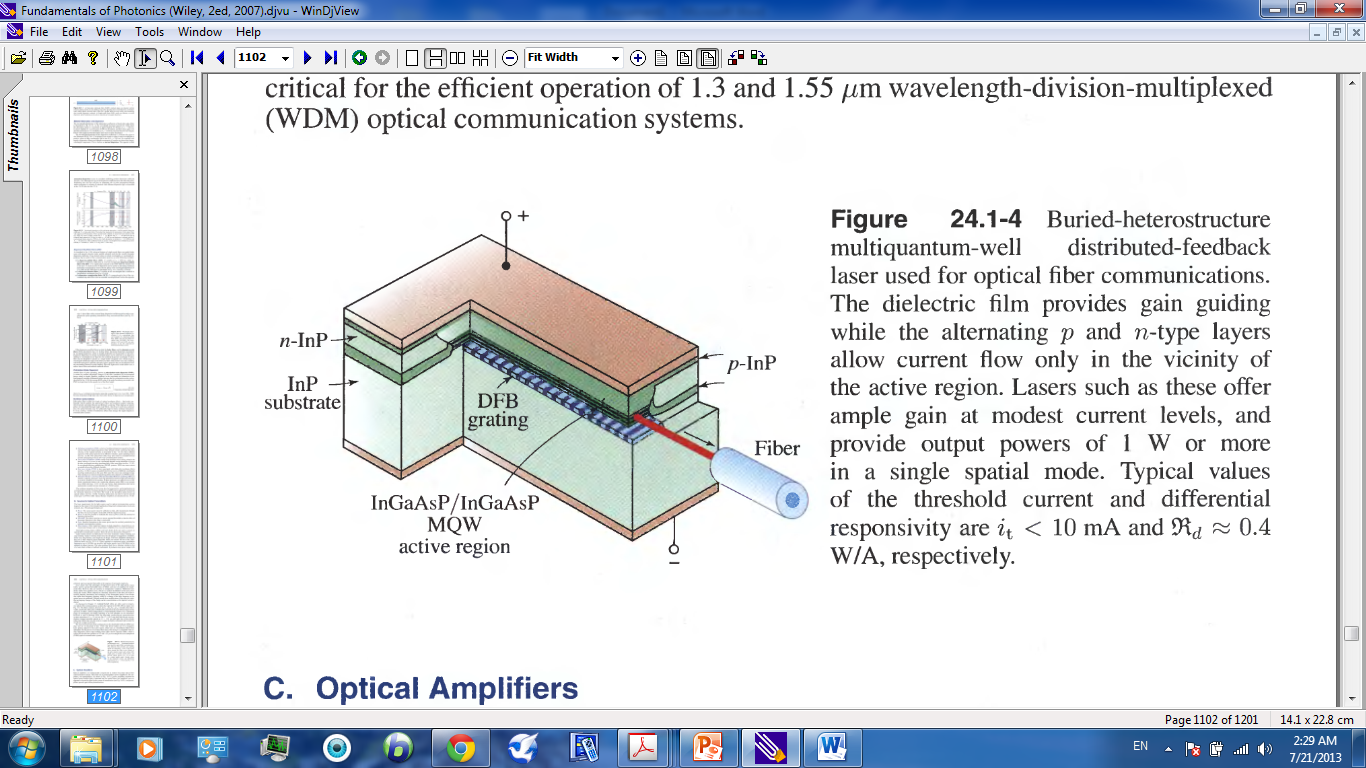 Fundamentals of Photonics (Wiley, 2ed, 2007).djvu - WinDjView
File Edit View Tools Window Help
1102 Fit Width
Thumbnails
1098
1099
1100
1101
1102
critical for the efficient operation of 1.3 and 1.55 μm wavelength-division-multiplexed
(WDM) optical communication systems.
+
n-InP
InP
substrate
p-InP
DFB
grating
Fiber
InGaAsP/InGaAsP
MQW
active region
−
Figure 24.1-4 Buried-heterostructure
multiquantum-well distributed-feedback
laser used for optical fiber communications.
The dielectric film provides gain guiding
while the alternating p and n-type layers
allow current flow only in the vicinity of
the active region. Lasers such as these offer
ample gain at modest current levels, and
provide output powers of 1 W or more
in a single spatial mode. Typical values
of the threshold current and differential
responsivity are iₜ < 10 mA and ℜd ≈ 0.4
W/A, respectively.
C. Optical Amplifiers
Ready Page 1102 of 1201 14.1 x 22.8 cm
EN 2:29 AM
7/21/2013